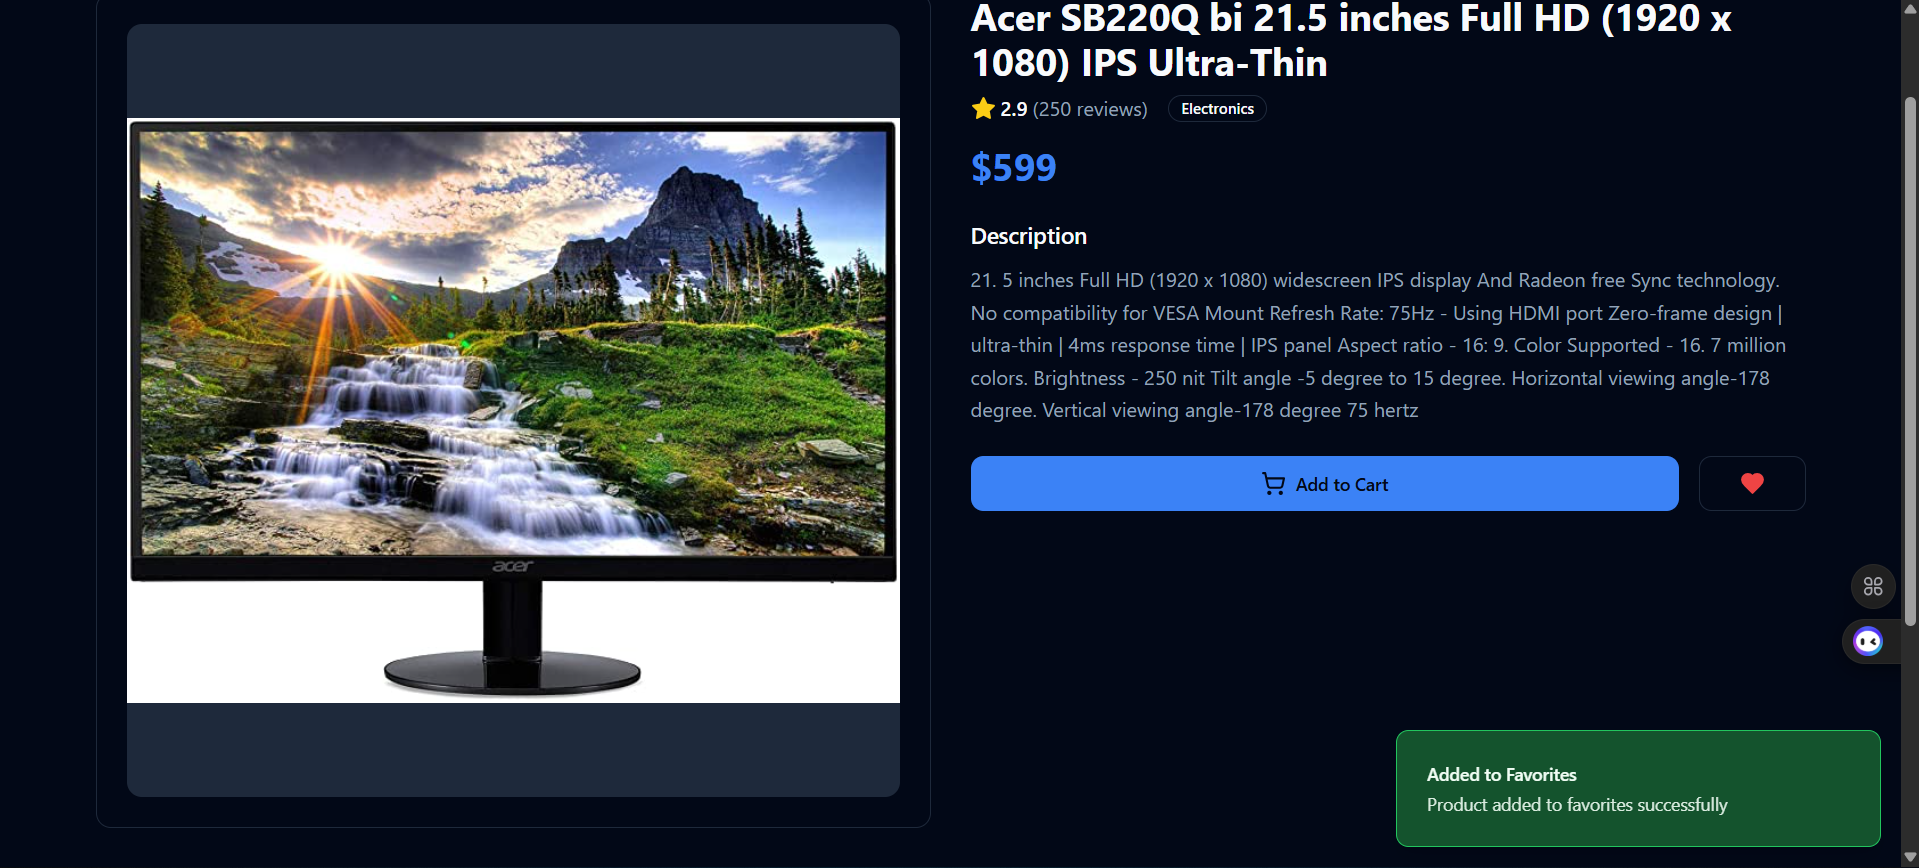 Acer SB220Q bi 21.5 inches Full HD (1920 x
1080) IPS Ultra-Thin
2.9 (250 reviews)
Electronics
$599
Description
21. 5 inches Full HD (1920 x 1080) widescreen IPS display And Radeon free Sync technology.
No compatibility for VESA Mount Refresh Rate: 75Hz - Using HDMI port Zero-frame design |
ultra-thin | 4ms response time | IPS panel Aspect ratio - 16: 9. Color Supported - 16. 7 million
colors. Brightness - 250 nit Tilt angle -5 degree to 15 degree. Horizontal viewing angle-178
degree. Vertical viewing angle-178 degree 75 hertz
Add to Cart
acer
Added to Favorites
Product added to favorites successfully